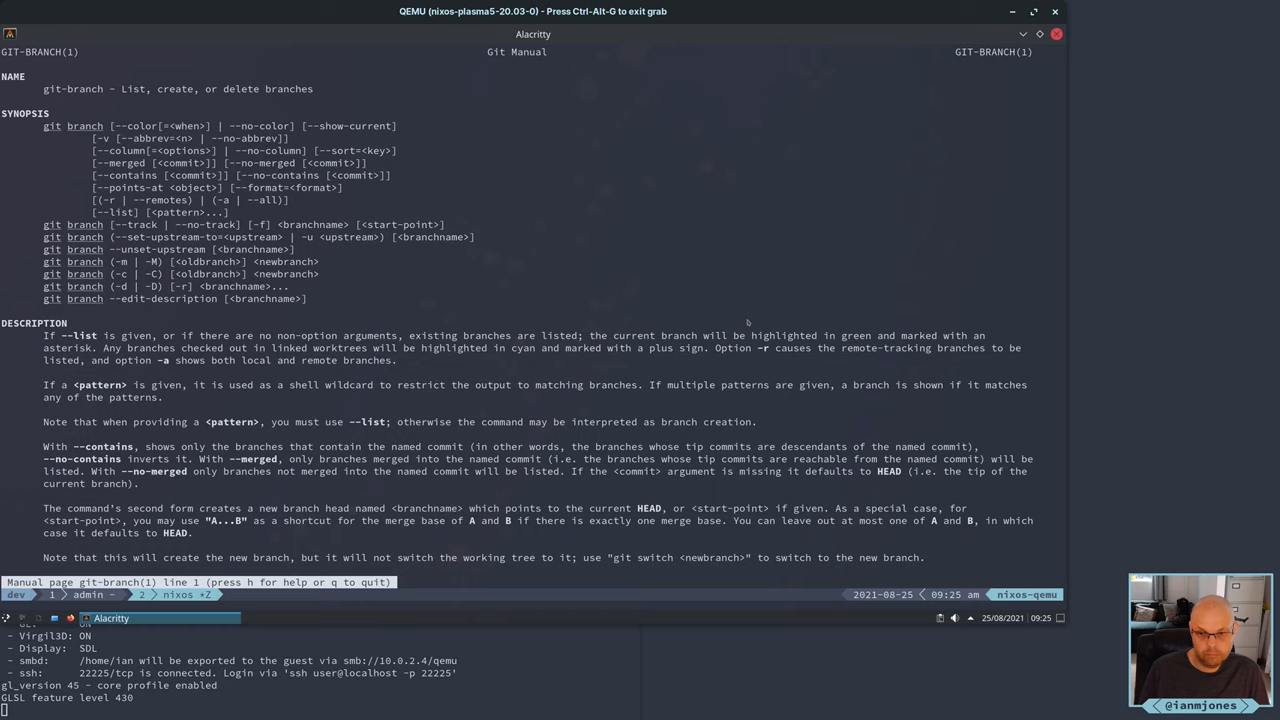 QEMU (nixos-plasma5-20.03-0) - Press Ctrl-Alt-G to exit grab
Alacritty
GIT-BRANCH(1) Git Manual GIT-BRANCH(1)
NAME
git-branch - List, create, or delete branches
SYNOPSIS
git branch [--color[=<when>] | --no-color] [--show-current]
[-v [--abbrev=<n> | --no-abbrev]]
[--column[=<options>] | --no-column] [--sort=<key>]
[--merged [<commit>]] [--no-merged [<commit>]]
[--contains [<commit>]] [--no-contains [<commit>]]
[--points-at <object>] [--format=<format>]
[(-r | --remotes) | (-a | --all)]
[--list] [<pattern>...]
git branch [--track | --no-track] [-f] <branchname> [<start-point>]
git branch (--set-upstream-to=<upstream> | -u <upstream>) [<branchname>]
git branch --unset-upstream [<branchname>]
git branch (-m | -M) [<oldbranch>] <newbranch>
git branch (-c | -C) [<oldbranch>] <newbranch>
git branch (-d | -D) [-r] <branchname>...
git branch --edit-description [<branchname>]
DESCRIPTION
If --list is given, or if there are no non-option arguments, existing branches are listed; the current branch will be highlighted in green and marked with an
asterisk. Any branches checked out in linked worktrees will be highlighted in cyan and marked with a plus sign. Option -r causes the remote-tracking branches to be
listed, and option -a shows both local and remote branches.
If a <pattern> is given, it is used as a shell wildcard to restrict the output to matching branches. If multiple patterns are given, a branch is shown if it matches
any of the patterns.
Note that when providing a <pattern>, you must use --list; otherwise the command may be interpreted as branch creation.
With --contains, shows only the branches that contain the named commit (in other words, the branches whose tip commits are descendants of the named commit),
--no-contains inverts it. With --merged, only branches merged into the named commit (i.e. the branches whose tip commits are reachable from the named commit) will be
listed. With --no-merged only branches not merged into the named commit will be listed. If the <commit> argument is missing it defaults to HEAD (i.e. the tip of the
current branch).
The command's second form creates a new branch head named <branchname> which points to the current HEAD, or <start-point> if given. As a special case, for
<start-point>, you may use "A...B" as a shortcut for the merge base of A and B if there is exactly one merge base. You can leave out at most one of A and B, in which
case it defaults to HEAD.
Note that this will create the new branch, but it will not switch the working tree to it; use "git switch <newbranch>" to switch to the new branch.
Manual page git-branch(1) line 1 (press h for help or q to quit)
dev 1 admin - 2 nixos *Z 2021-08-25 09:25 am nixos-qemu
Alacritty 25/08/2021 09:25
- Virgil3D: ON
- Display: SDL
- smbd: /home/ian will be exported to the guest via smb://10.0.2.4/qemu
- ssh: 22225/tcp is connected. Login via 'ssh user@localhost -p 22225'
gl_version 45 - core profile enabled
GLSL feature level 430
@ianmjones